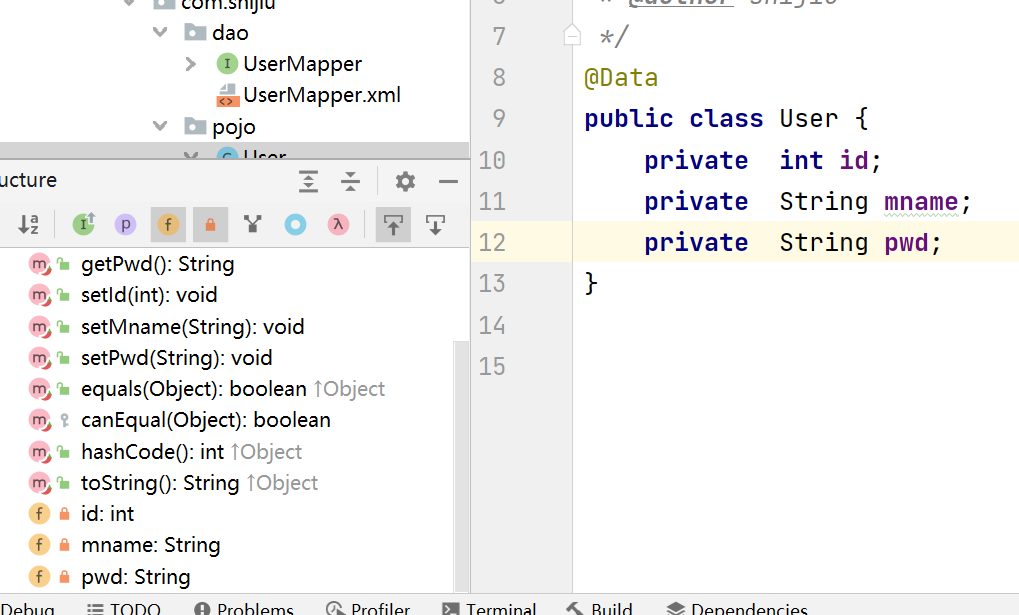 com.shijiu
dao
UserMapper
UserMapper.xml
pojo
User
ucture
getPwd(): String
setId(int): void
setMname(String): void
setPwd(String): void
equals(Object): boolean ↑Object
canEqual(Object): boolean
hashCode(): int ↑Object
toString(): String ↑Object
id: int
mname: String
pwd: String
6 * @author shijiu
7 */
8 @Data
9 public class User {
10 private  int id;
11 private  String mname;
12 private  String pwd;
13 }
14
15
Debug TODO Problems Profiler Terminal Build Dependencies